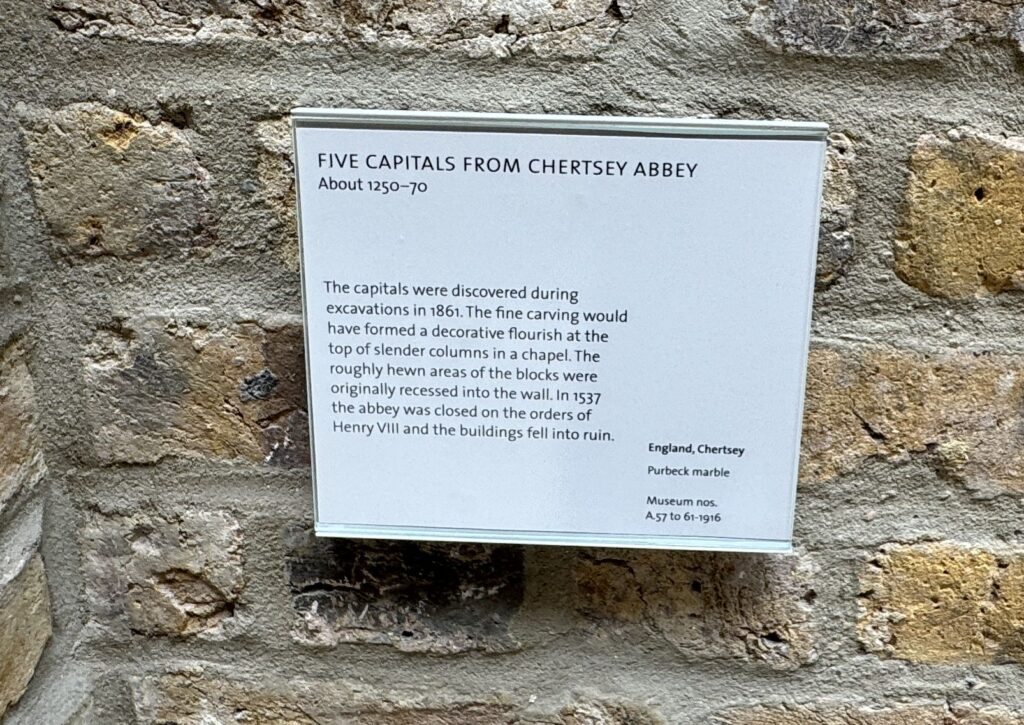 FIVE CAPITALS FROM CHERTSEY ABBEY
About 1250–70
The capitals were discovered during
excavations in 1861. The fine carving would
have formed a decorative flourish at the
top of slender columns in a chapel. The
roughly hewn areas of the blocks were
originally recessed into the wall. In 1537
the abbey was closed on the orders of
Henry VIII and the buildings fell into ruin.
England, Chertsey
Purbeck marble
Museum nos.
A.57 to 61-1916